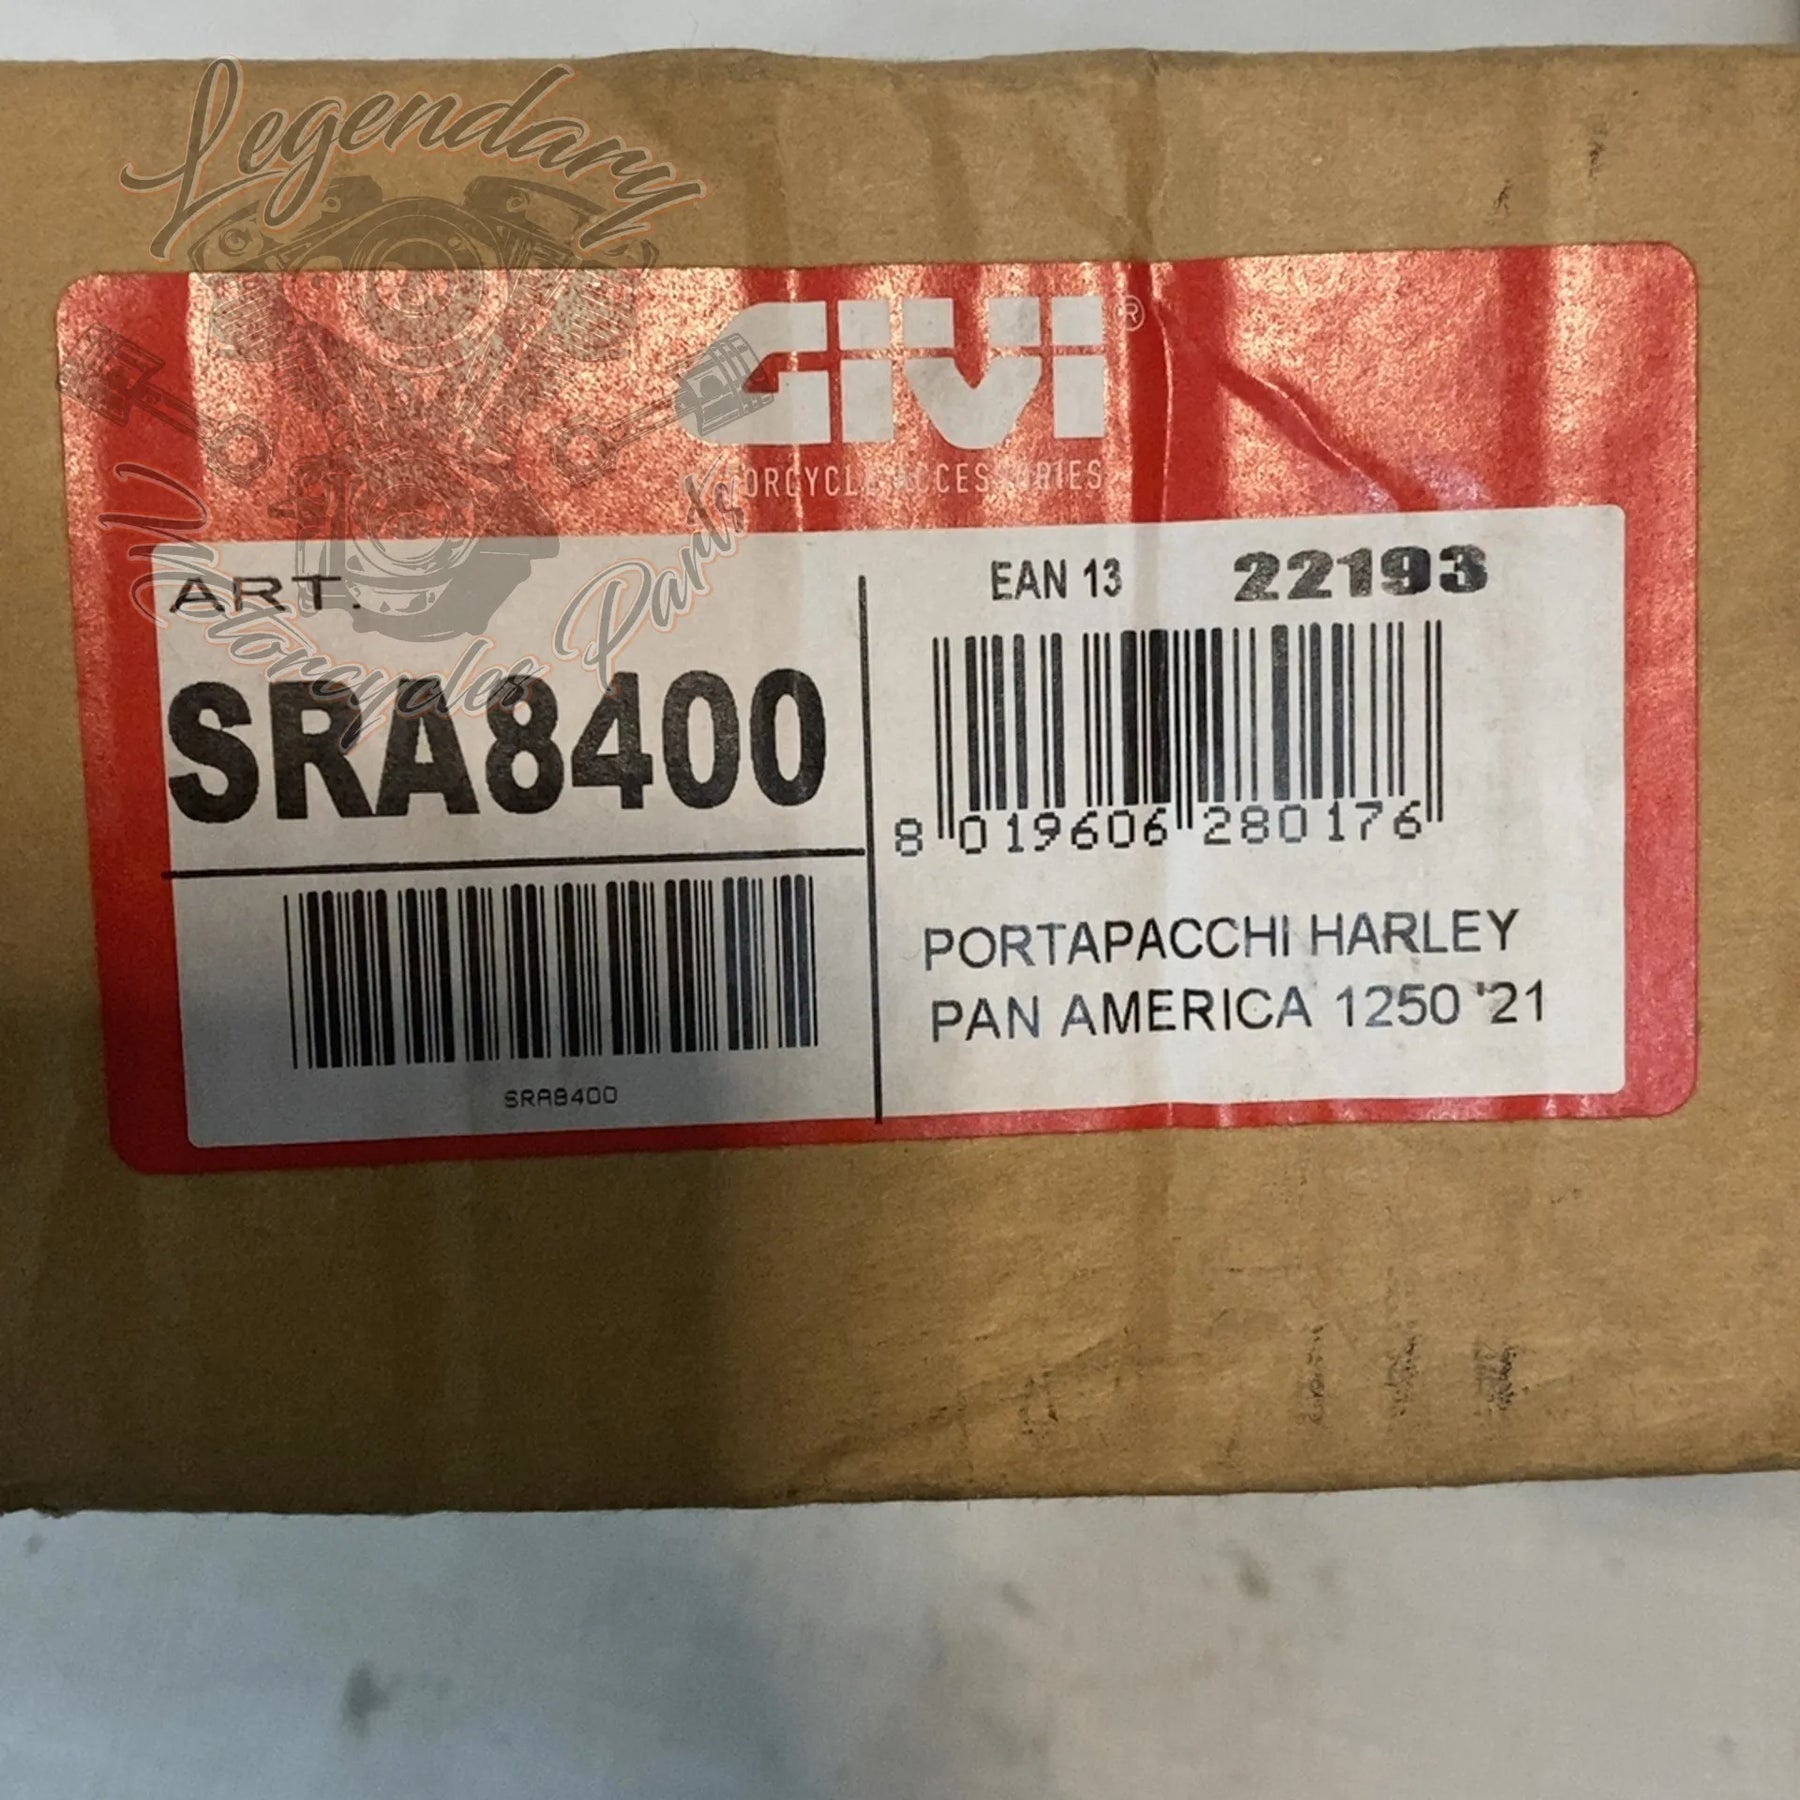 Legendary
Motorcycles Parts
GIVI®
MOTORCYCLE ACCESSORIES
ART.
SRA8400
SRA8400
EAN 13 22193
8 019606 280176
PORTAPACCHI HARLEY
PAN AMERICA 1250 '21